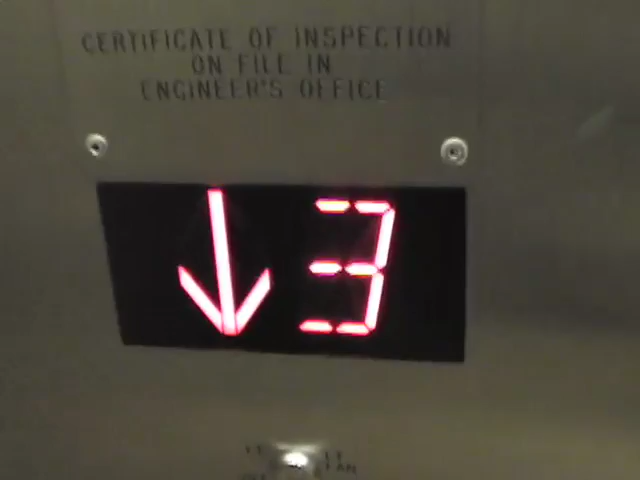 CERTIFICATE OF INSPECTION
ON FILE IN
ENGINEER'S OFFICE
3